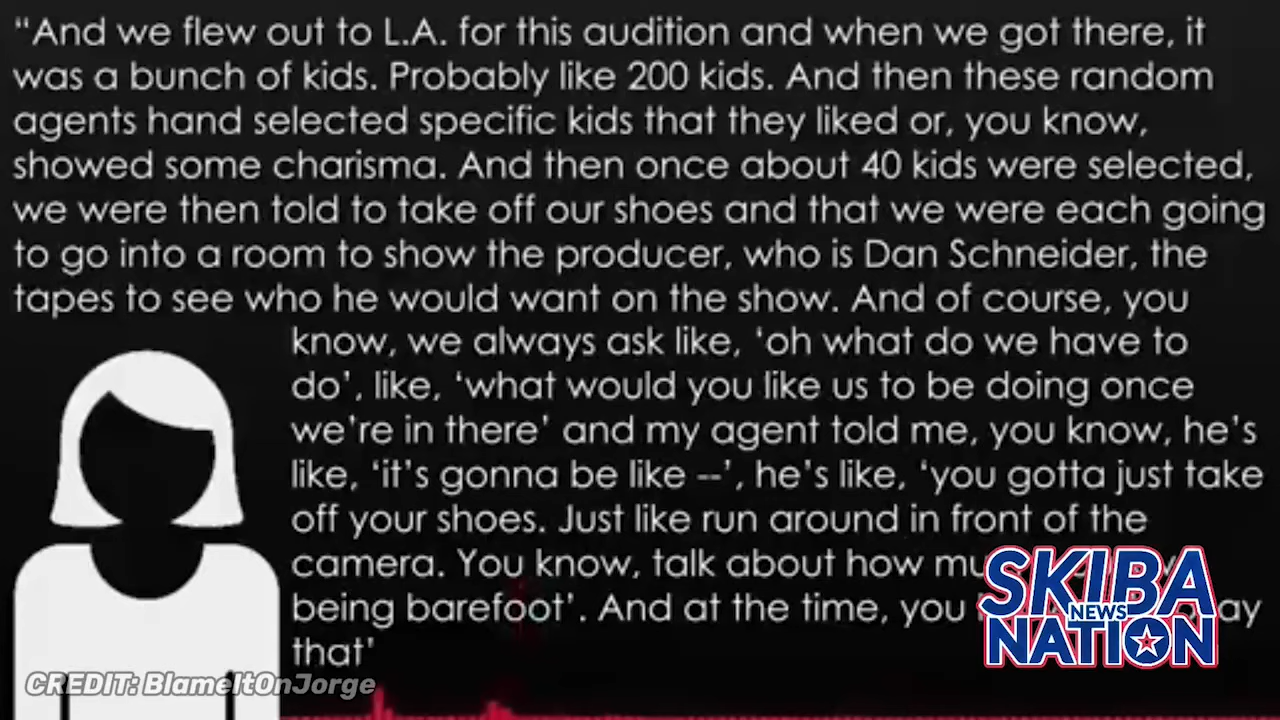 “And we flew out to L.A. for this audition and when we got there, it
was a bunch of kids. Probably like 200 kids. And then these random
agents hand selected specific kids that they liked or, you know,
showed some charisma. And then once about 40 kids were selected,
we were then told to take off our shoes and that we were each going
to go into a room to show the producer, who is Dan Schneider, the
tapes to see who he would want on the show. And of course, you
know, we always ask like, ‘oh what do we have to
do’, like, ‘what would you like us to be doing once
we’re in there’ and my agent told me, you know, he’s
like, ‘it’s gonna be like --’, he’s like, ‘you gotta just take
off your shoes. Just like run around in front of the
camera. You know, talk about how
being barefoot’. And at the time, you
that’
SKIBA
NEWS
NATION
CREDIT: BlameItOnJorge